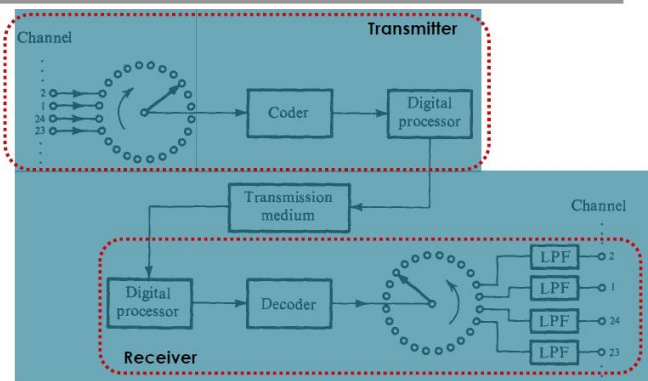 Transmitter
Channel
2
1
24
23
Coder
Digital
processor
Transmission
medium
Channel
Digital
processor
Decoder
LPF
2
LPF
1
LPF
24
LPF
23
Receiver